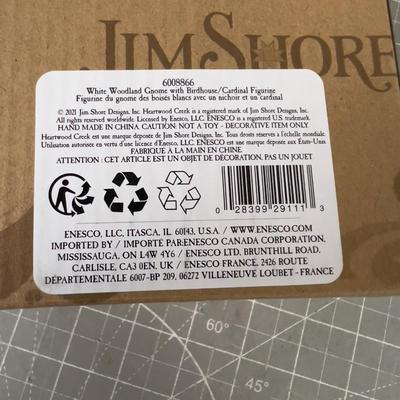 JIM SHORE
6008866
White Woodland Gnome with Birdhouse/Cardinal Figurine
Figurine du gnome des boisés blancs avec un nichoir et un cardinal
© 2021 Jim Shore Designs, Inc. Heartwood Creek is a registered mark of Jim Shore Designs, Inc.
All rights reserved worldwide. Licensed by Enesco, LLC. ENESCO is a registered U.S. trademark.
HAND MADE IN CHINA. CAUTION: NOT A TOY - DECORATIVE ITEM ONLY
Heartwood Creek est une marque déposée de Jim Shore Designs, Inc. Tous droits réservés a l'échelle mondiale.
Utilisation autorisée en vertu d'une licence d'Enesco, LLC. ENESCO est une marque déposée aux États-Unis
FABRIQUE À LA MAIN EN CHINE.
ATTENTION : CET ARTICLE EST UN OBJET DE DÉCORATION, PAS UN JOUET
0 28399 29111 3
ENESCO, LLC, ITASCA, IL 60143, U.S.A. / WWW.ENESCO.COM
IMPORTED BY / IMPORTÉ PAR:ENESCO CANADA CORPORATION,
MISSISSAUGA, ON L4W 4Y6 / ENESCO LTD, BRUNTHILL ROAD,
CARLISLE, CA3 0EN, UK / ENESCO FRANCE, 2426 ROUTE
DÉPARTEMENTALE 6007-BP 209, 06272 VILLENEUVE LOUBET - FRANCE
60°
45°